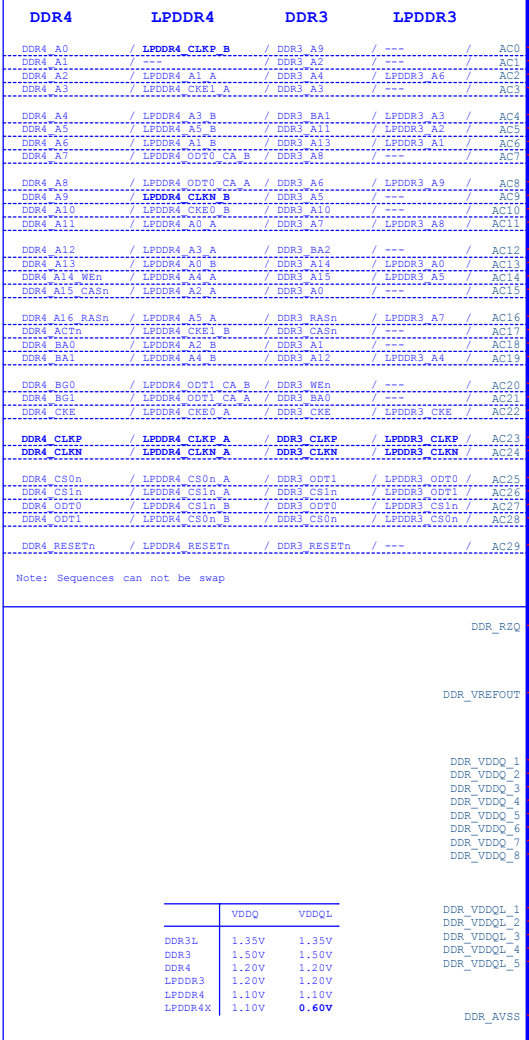 DDR4 LPDDR4 DDR3 LPDDR3
DDR4_A0 / LPDDR4_CLKP_B / DDR3_A9 / --- / AC0
DDR4_A1 / --- / DDR3_A2 / --- / AC1
DDR4_A2 / LPDDR4_A1_A / DDR3_A4 / LPDDR3_A6 / AC2
DDR4_A3 / LPDDR4_CKE1_A / DDR3_A3 / --- / AC3
DDR4_A4 / LPDDR4_A3_B / DDR3_BA1 / LPDDR3_A3 / AC4
DDR4_A5 / LPDDR4_A5_B / DDR3_A11 / LPDDR3_A2 / AC5
DDR4_A6 / LPDDR4_A1_B / DDR3_A13 / LPDDR3_A1 / AC6
DDR4_A7 / LPDDR4_ODT0_CA_B / DDR3_A8 / --- / AC7
DDR4_A8 / LPDDR4_ODT0_CA_A / DDR3_A6 / LPDDR3_A9 / AC8
DDR4_A9 / LPDDR4_CLKN_B / DDR3_A5 / --- / AC9
DDR4_A10 / LPDDR4_CKE0_B / DDR3_A10 / --- / AC10
DDR4_A11 / LPDDR4_A0_A / DDR3_A7 / LPDDR3_A8 / AC11
DDR4_A12 / LPDDR4_A3_A / DDR3_BA2 / --- / AC12
DDR4_A13 / LPDDR4_A0_B / DDR3_A14 / LPDDR3_A0 / AC13
DDR4_A14_WEn / LPDDR4_A4_A / DDR3_A15 / LPDDR3_A5 / AC14
DDR4_A15_CASn / LPDDR4_A2_A / DDR3_A0 / --- / AC15
DDR4_A16_RASn / LPDDR4_A5_A / DDR3_RASn / LPDDR3_A7 / AC16
DDR4_ACTn / LPDDR4_CKE1_B / DDR3_CASn / --- / AC17
DDR4_BA0 / LPDDR4_A2_B / DDR3_A1 / --- / AC18
DDR4_BA1 / LPDDR4_A4_B / DDR3_A12 / LPDDR3_A4 / AC19
DDR4_BG0 / LPDDR4_ODT1_CA_B / DDR3_WEn / --- / AC20
DDR4_BG1 / LPDDR4_ODT1_CA_A / DDR3_BA0 / --- / AC21
DDR4_CKE / LPDDR4_CKE0_A / DDR3_CKE / LPDDR3_CKE / AC22
DDR4_CLKP / LPDDR4_CLKP_A / DDR3_CLKP / LPDDR3_CLKP / AC23
DDR4_CLKN / LPDDR4_CLKN_A / DDR3_CLKN / LPDDR3_CLKN / AC24
DDR4_CS0n / LPDDR4_CS0n_A / DDR3_ODT1 / LPDDR3_ODT0 / AC25
DDR4_CS1n / LPDDR4_CS1n_A / DDR3_CS1n / LPDDR3_ODT1 / AC26
DDR4_ODT0 / LPDDR4_CS1n_B / DDR3_ODT0 / LPDDR3_CS1n / AC27
DDR4_ODT1 / LPDDR4_CS0n_B / DDR3_CS0n / LPDDR3_CS0n / AC28
DDR4_RESETn / LPDDR4_RESETn / DDR3_RESETn / --- / AC29
Note: Sequences can not be swap
DDR_RZQ
DDR_VREFOUT
DDR_VDDQ_1
DDR_VDDQ_2
DDR_VDDQ_3
DDR_VDDQ_4
DDR_VDDQ_5
DDR_VDDQ_6
DDR_VDDQ_7
DDR_VDDQ_8
DDR_VDDQL_1
DDR_VDDQL_2
DDR_VDDQL_3
DDR_VDDQL_4
DDR_VDDQL_5
VDDQ VDDQL
DDR3L 1.35V 1.35V
DDR3 1.50V 1.50V
DDR4 1.20V 1.20V
LPDDR3 1.20V 1.20V
LPDDR4 1.10V 1.10V
LPDDR4X 1.10V 0.60V
DDR_AVSS